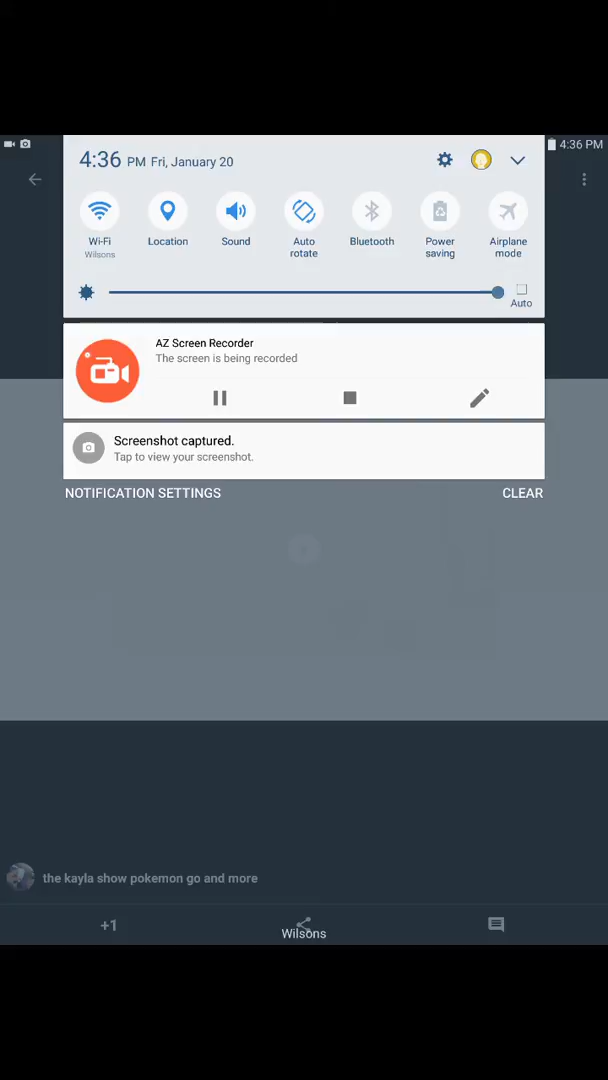 4:36 PM
4:36 PM Fri, January 20
Wi-Fi
Wilsons
Location
Sound
Auto
rotate
Bluetooth
Power
saving
Airplane
mode
Auto
AZ Screen Recorder
The screen is being recorded
Screenshot captured.
Tap to view your screenshot.
NOTIFICATION SETTINGS
CLEAR
the kayla show pokemon go and more
+1
Wilsons